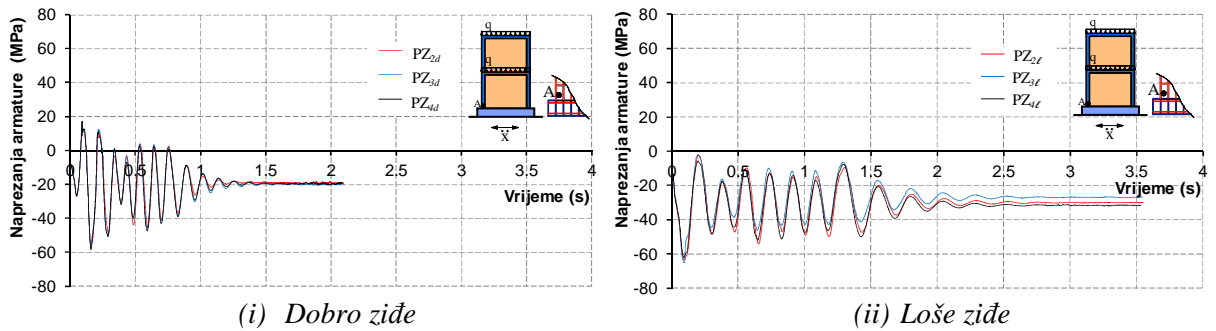 Naprezanja armature (MPa)
80
60
40
20
0
-20
-40
-60
-80
0 0.5 1 1.5 2 2.5 3 3.5 4
Vrijeme (s)
PZ2d
PZ3d
PZ4d
q
q
A
A
ẍ
(i) Dobro ziđe
Naprezanja armature (MPa)
80
60
40
20
0
-20
-40
-60
-80
0 0.5 1 1.5 2 2.5 3 3.5 4
Vrijeme (s)
PZ2ℓ
PZ3ℓ
PZ4ℓ
q
q
A
A
ẍ
(ii) Loše ziđe